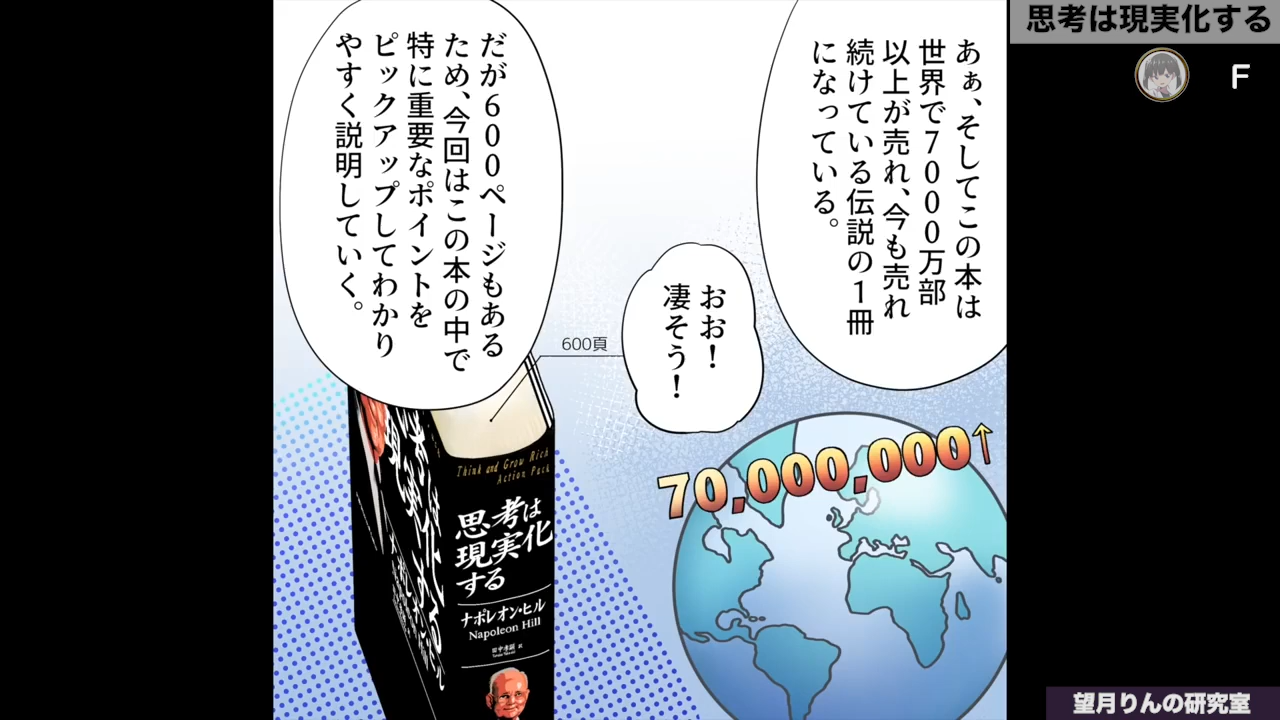 思考は現実化する
F
あぁ、そしてこの本は
世界で7000万部
以上が売れ、今も売れ
続けている伝説の1冊
になっている。
おお！
凄そう！
だが600ページもある
ため、今回はこの本の中で
特に重要なポイントを
ピックアップしてわかり
やすく説明していく。
600頁
70,000,000↑
Think and Grow Rich
Action Pack
思考は
現実化
する
ナポレオン・ヒル
Napoleon Hill
望月りんの研究室